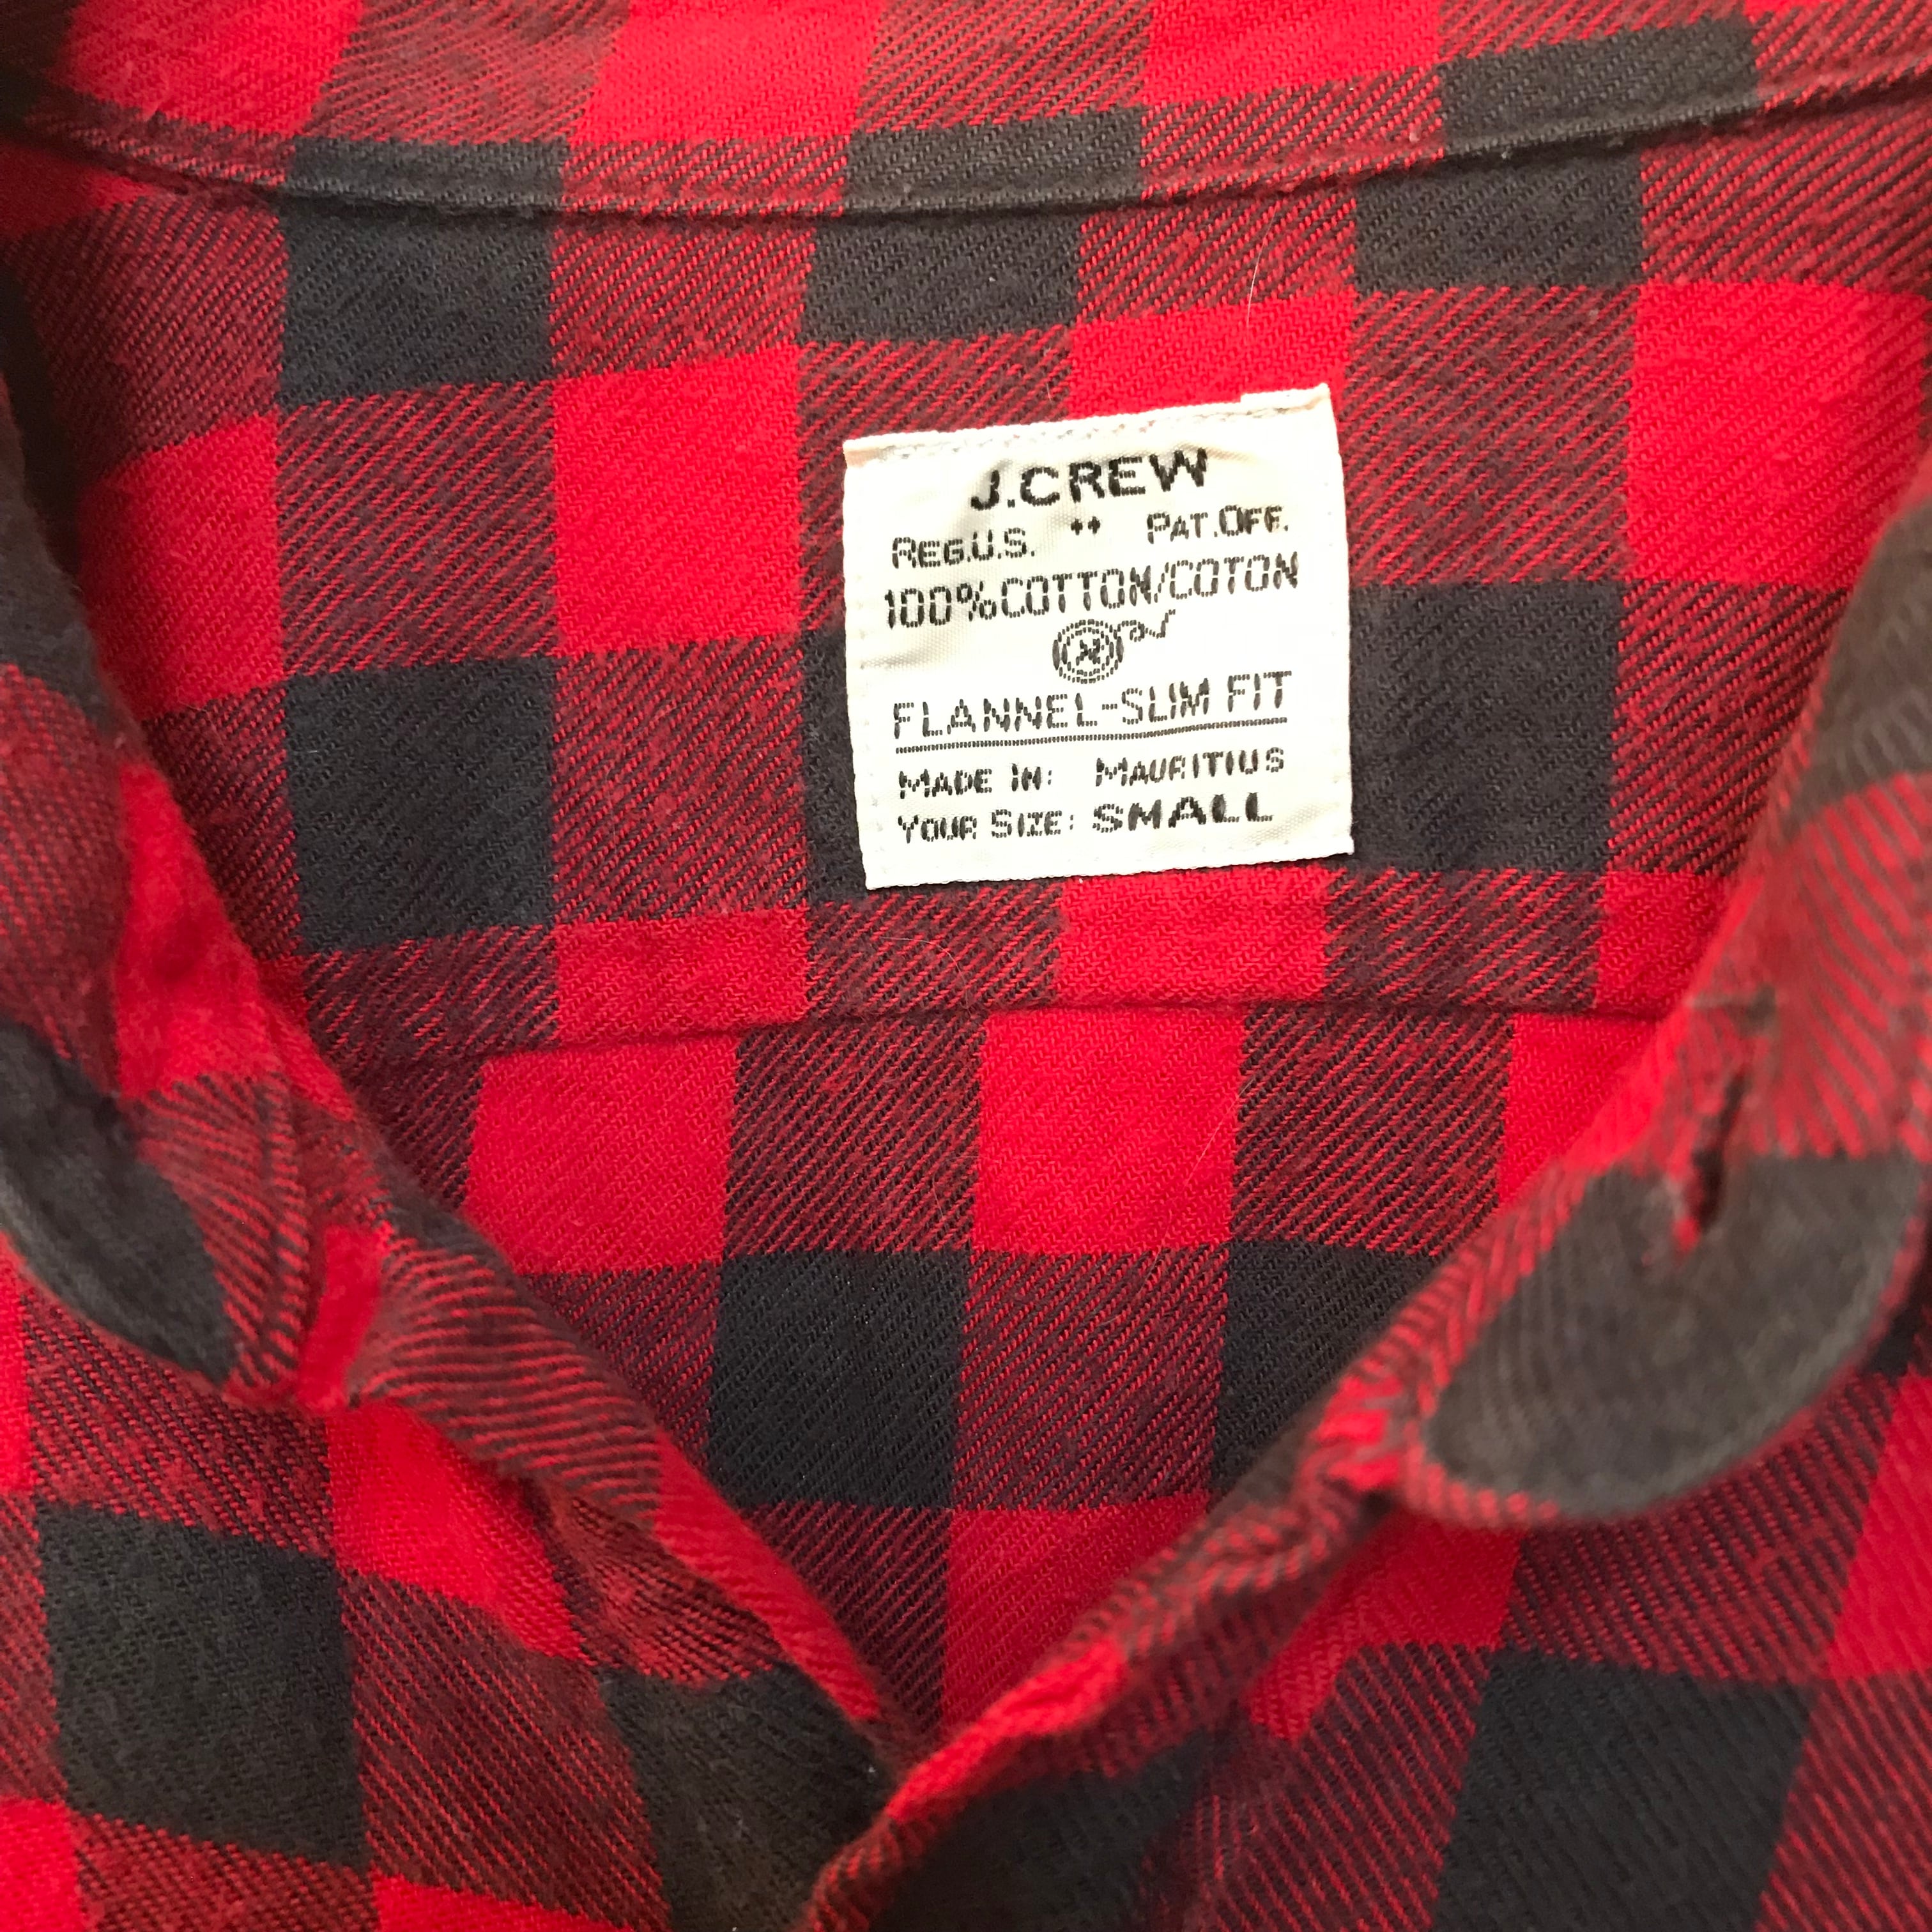 J.CREW
REG.U.S. ** PAT.OFF.
100%COTTON/COTON
FLANNEL-SLIM FIT
MADE IN: MAURITIUS
YOUR SIZE: SMALL